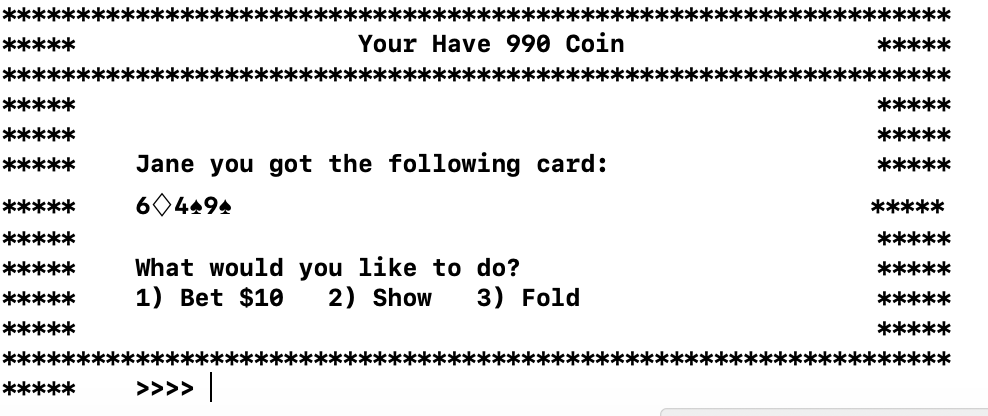 ****************************************************************
***** Your Have 990 Coin *****
****************************************************************
***** *****
***** *****
***** Jane you got the following card: *****
***** 6♢4♠9♠ *****
***** *****
***** What would you like to do? *****
***** 1) Bet $10 2) Show 3) Fold *****
***** *****
****************************************************************
***** >>>>